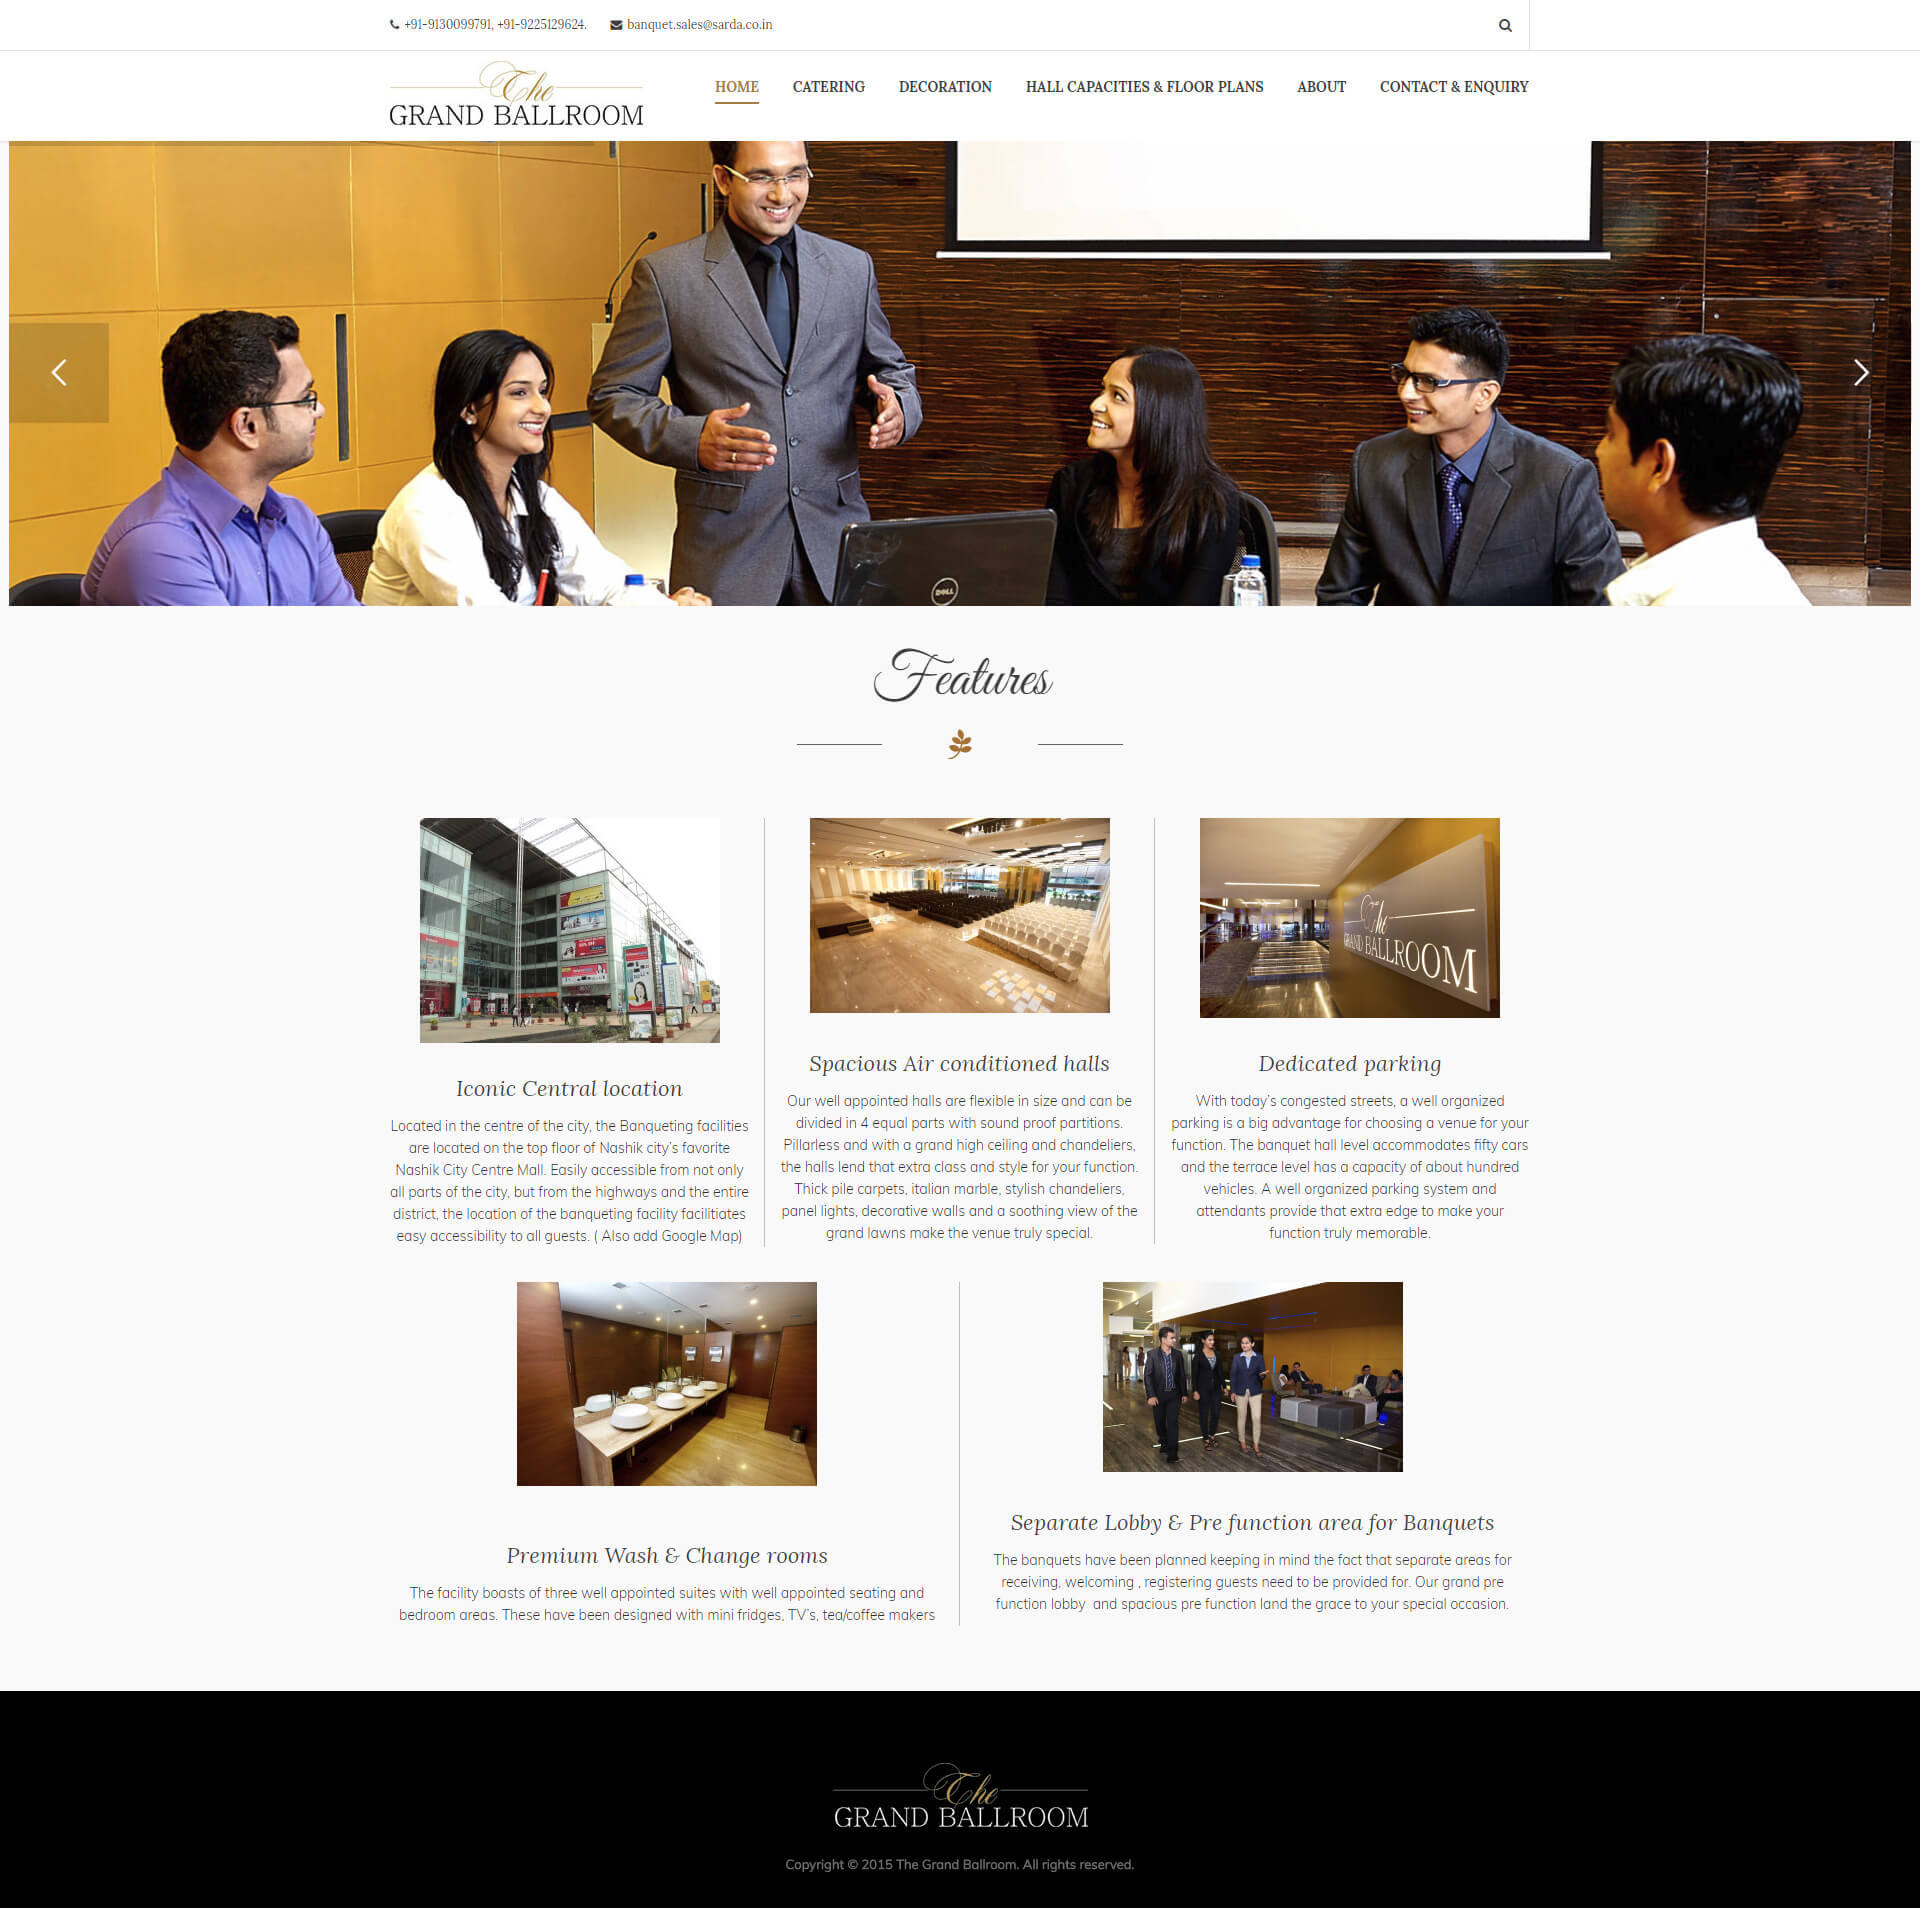 +91-9130099791, +91-9225129624.
banquet.sales@sarda.co.in
The
GRAND BALLROOM
HOME
CATERING
DECORATION
HALL CAPACITIES & FLOOR PLANS
ABOUT
CONTACT & ENQUIRY
DELL
Features
The
GRAND BALLROOM
Iconic Central location
Located in the centre of the city, the Banqueting facilities
are located on the top floor of Nashik city's favorite
Nashik City Centre Mall. Easily accessible from not only
all parts of the city, but from the highways and the entire
district, the location of the banqueting facility facilitiates
easy accessibility to all guests. ( Also add Google Map)
Spacious Air conditioned halls
Our well appointed halls are flexible in size and can be
divided in 4 equal parts with sound proof partitions.
Pillarless and with a grand high ceiling and chandeliers,
the halls lend that extra class and style for your function.
Thick pile carpets, italian marble, stylish chandeliers,
panel lights, decorative walls and a soothing view of the
grand lawns make the venue truly special.
Dedicated parking
With today's congested streets, a well organized
parking is a big advantage for choosing a venue for your
function. The banquet hall level accommodates fifty cars
and the terrace level has a capacity of about hundred
vehicles. A well organized parking system and
attendants provide that extra edge to make your
function truly memorable.
Premium Wash & Change rooms
The facility boasts of three well appointed suites with well appointed seating and
bedroom areas. These have been designed with mini fridges, TV's, tea/coffee makers
Separate Lobby & Pre function area for Banquets
The banquets have been planned keeping in mind the fact that separate areas for
receiving, welcoming , registering guests need to be provided for. Our grand pre
function lobby  and spacious pre function land the grace to your special occasion.
The
GRAND BALLROOM
Copyright © 2015 The Grand Ballroom. All rights reserved.